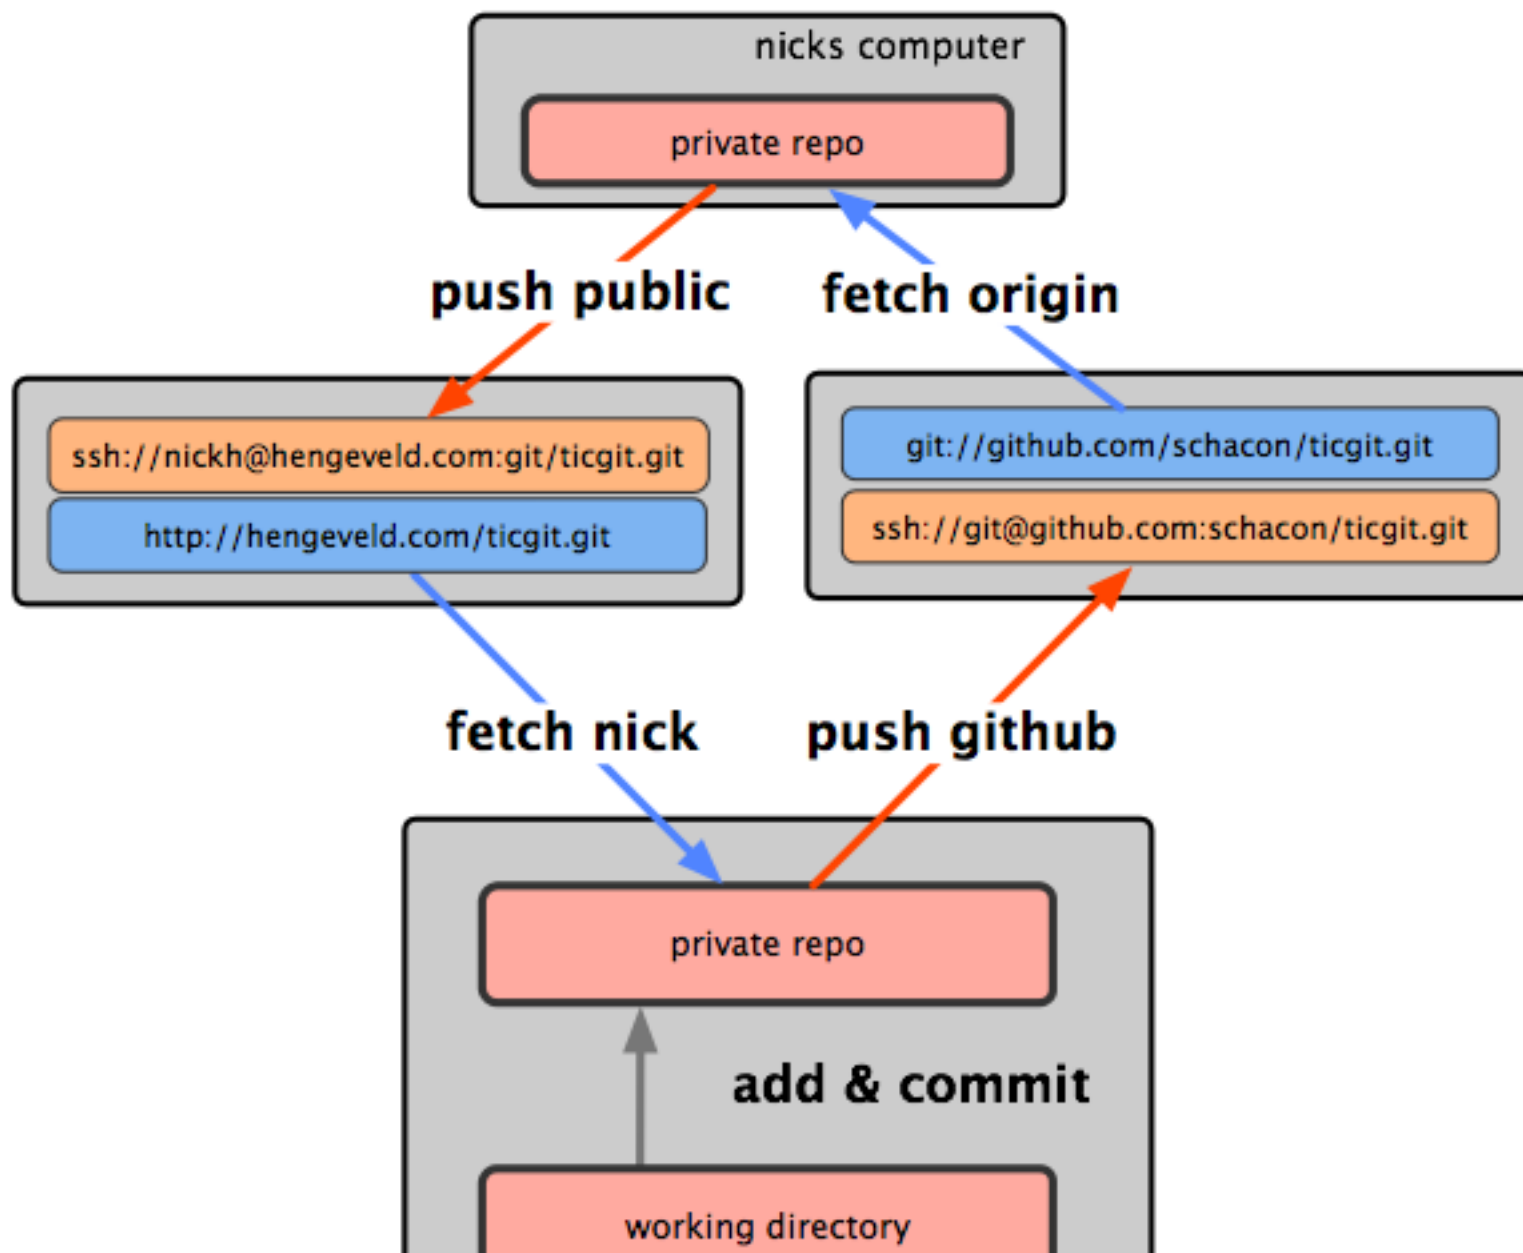 nicks computer
private repo
push public
fetch origin
ssh://nickh@hengeveld.com:git/ticgit.git
http://hengeveld.com/ticgit.git
git://github.com/schacon/ticgit.git
ssh://git@github.com:schacon/ticgit.git
fetch nick
push github
private repo
add & commit
working directory